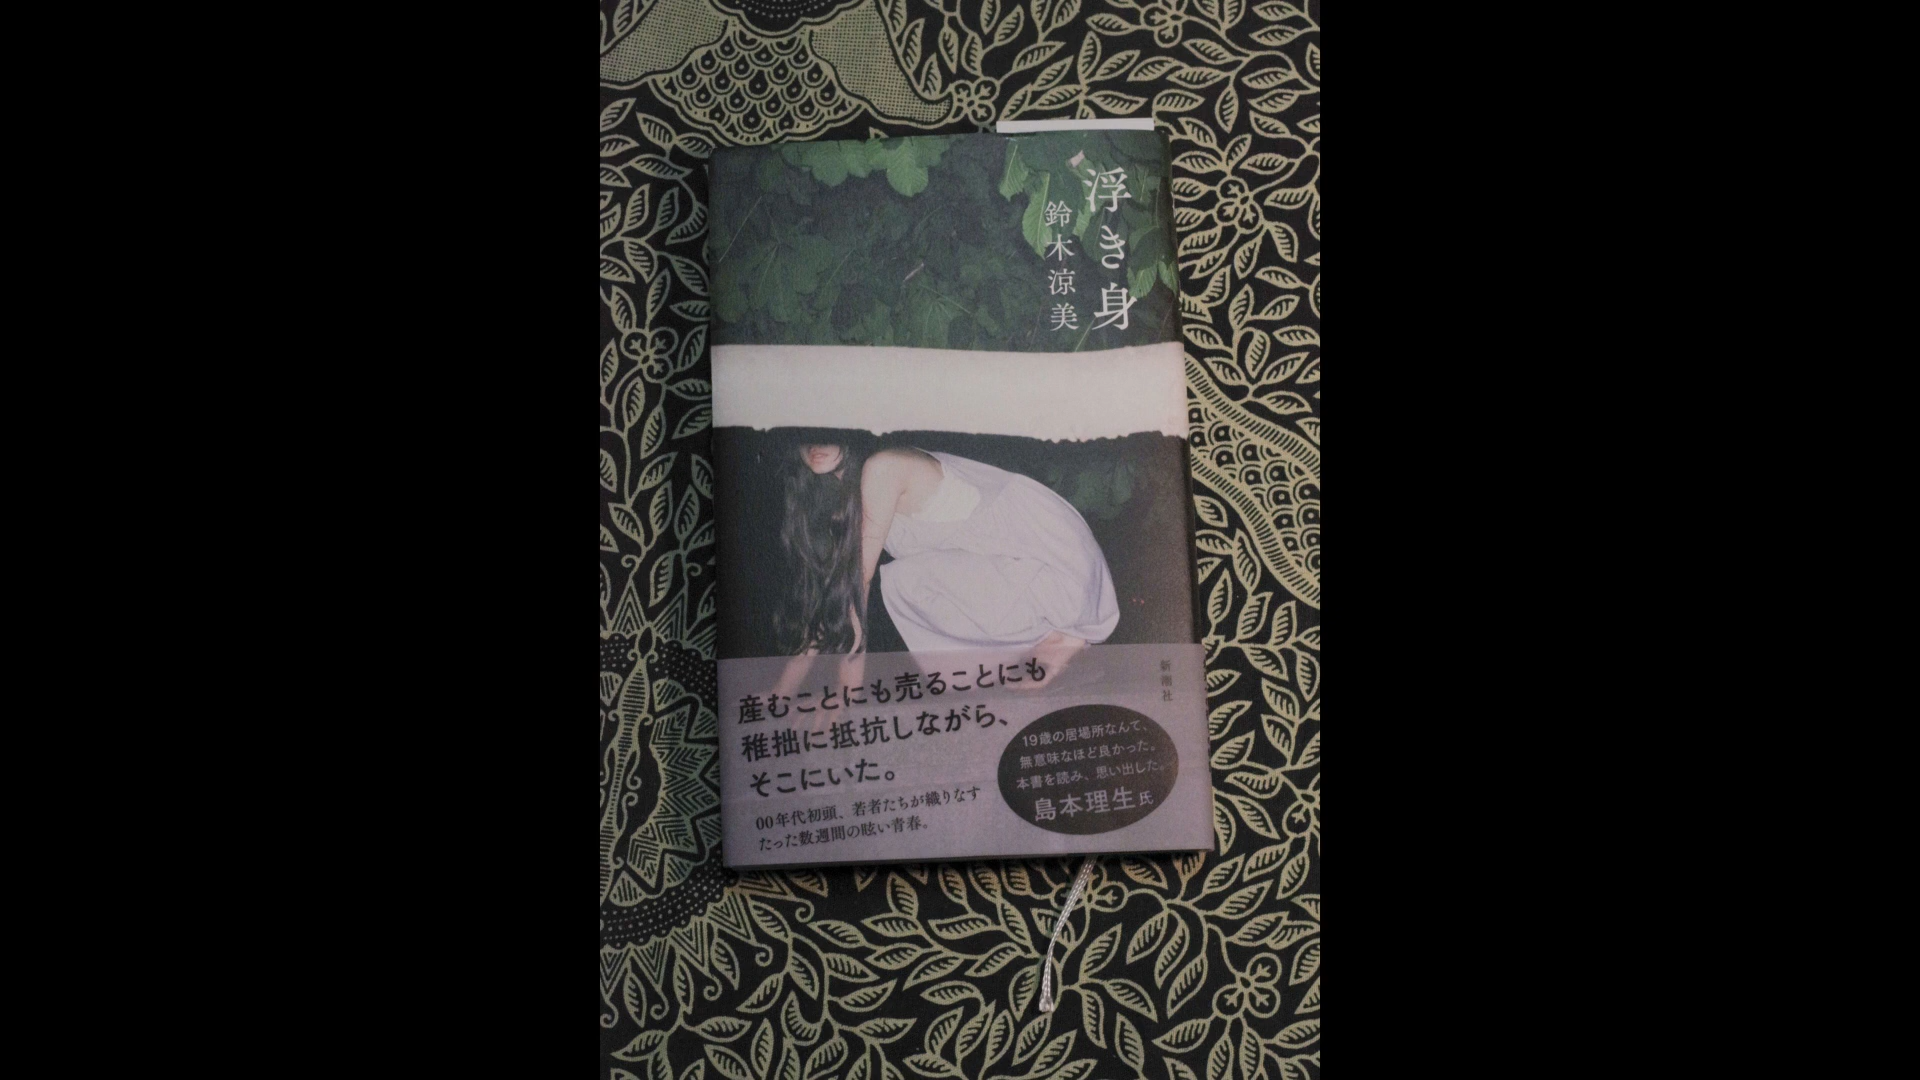 浮き身
鈴木涼美
産むことにも売ることにも
稚拙に抵抗しながら、
そこにいた。
00年代初頭、若者たちが織りなす
たった数週間の眩い青春。
新潮社
19歳の居場所なんて、
無意味なほど良かった。
本書を読み、思い出した。
島本理生氏